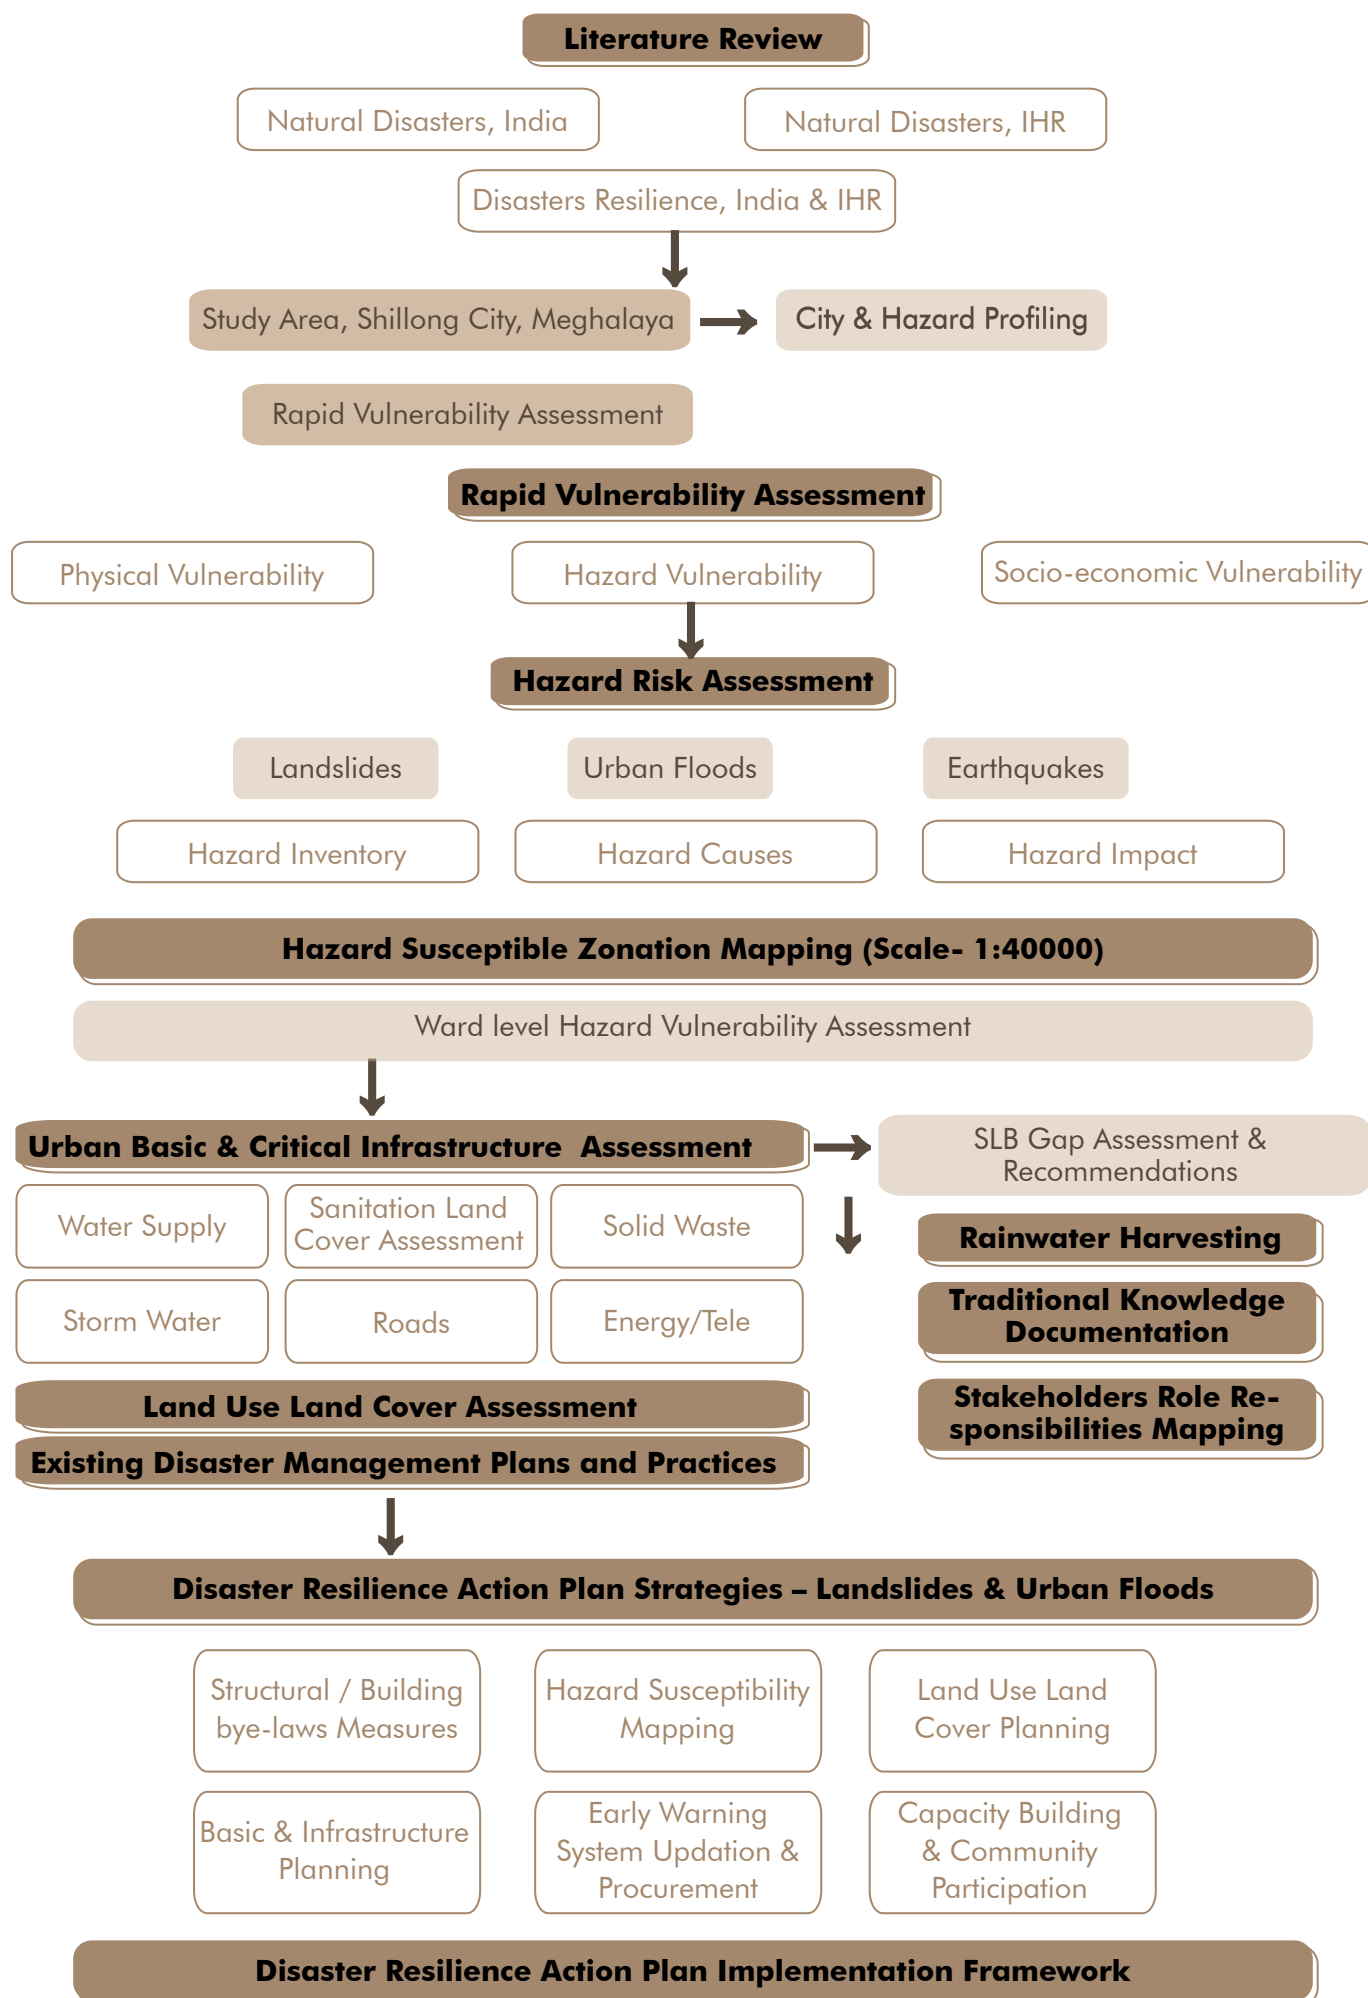 Literature Review
Natural Disasters, India
Natural Disasters, IHR
Disasters Resilience, India & IHR
Study Area, Shillong City, Meghalaya
City & Hazard Profiling
Rapid Vulnerability Assessment
Rapid Vulnerability Assessment
Physical Vulnerability
Hazard Vulnerability
Socio-economic Vulnerability
Hazard Risk Assessment
Landslides
Urban Floods
Earthquakes
Hazard Inventory
Hazard Causes
Hazard Impact
Hazard Susceptible Zonation Mapping (Scale- 1:40000)
Ward level Hazard Vulnerability Assessment
Urban Basic & Critical Infrastructure  Assessment
SLB Gap Assessment &
Recommendations
Water Supply
Sanitation Land
Cover Assessment
Solid Waste
Storm Water
Roads
Energy/Tele
Rainwater Harvesting
Traditional Knowledge
Documentation
Stakeholders Role Re-
sponsibilities Mapping
Land Use Land Cover Assessment
Existing Disaster Management Plans and Practices
Disaster Resilience Action Plan Strategies – Landslides & Urban Floods
Structural / Building
bye-laws Measures
Hazard Susceptibility
Mapping
Land Use Land
Cover Planning
Basic & Infrastructure
Planning
Early Warning
System Updation &
Procurement
Capacity Building
& Community
Participation
Disaster Resilience Action Plan Implementation Framework